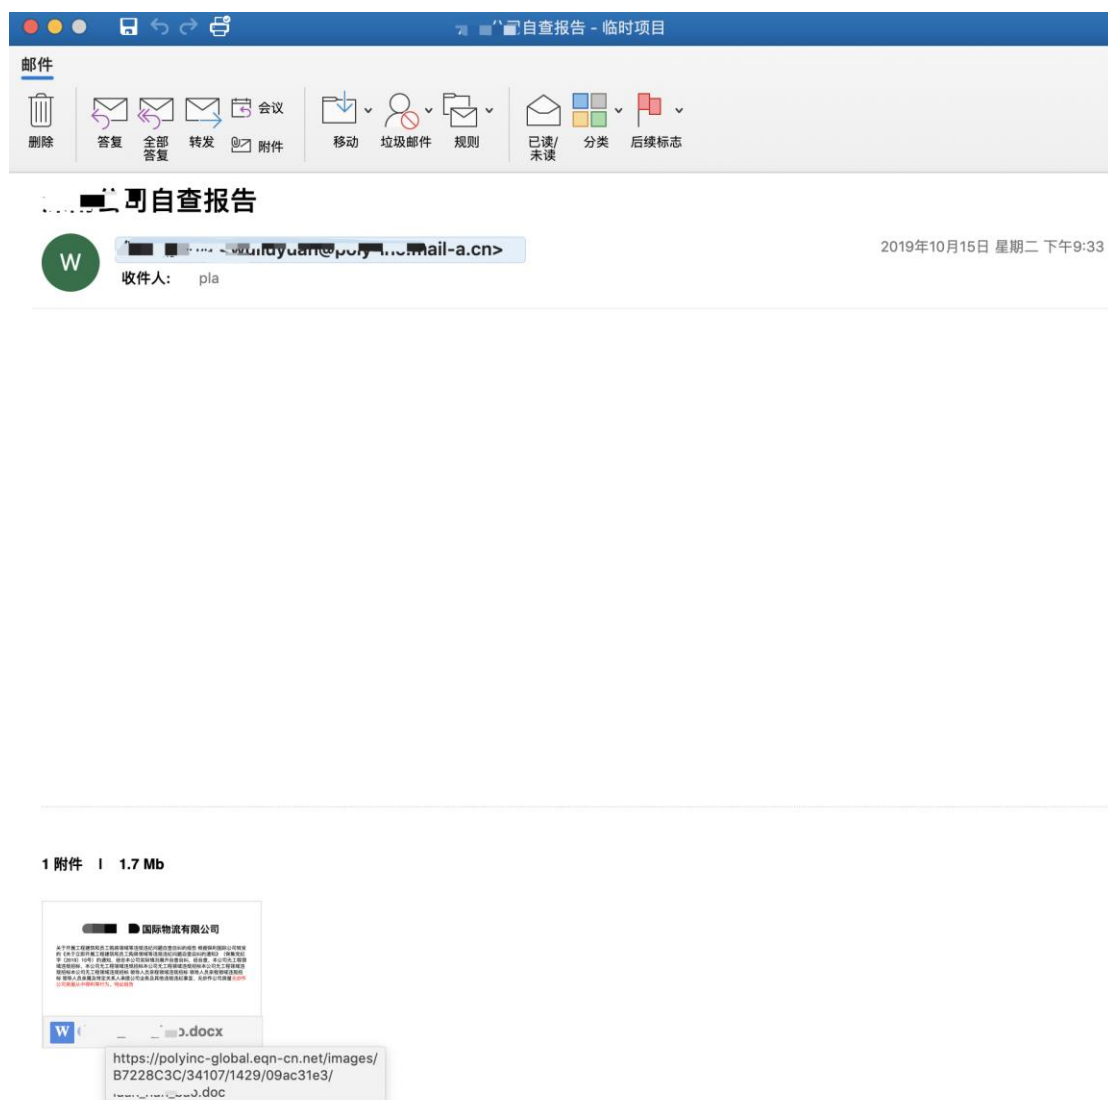 自查报告 - 临时项目
邮件
删除
答复
全部答复
转发
会议
附件
移动
垃圾邮件
规则
已读/未读
分类
后续标志
司自查报告
W
mail-a.cn>
2019年10月15日 星期二 下午9:33
收件人: pla
1 附件 | 1.7 Mb
国际物流有限公司
W
.docx
https://polyinc-global.eqn-cn.net/images/
B7228C3C/34107/1429/09ac31e3/
.doc